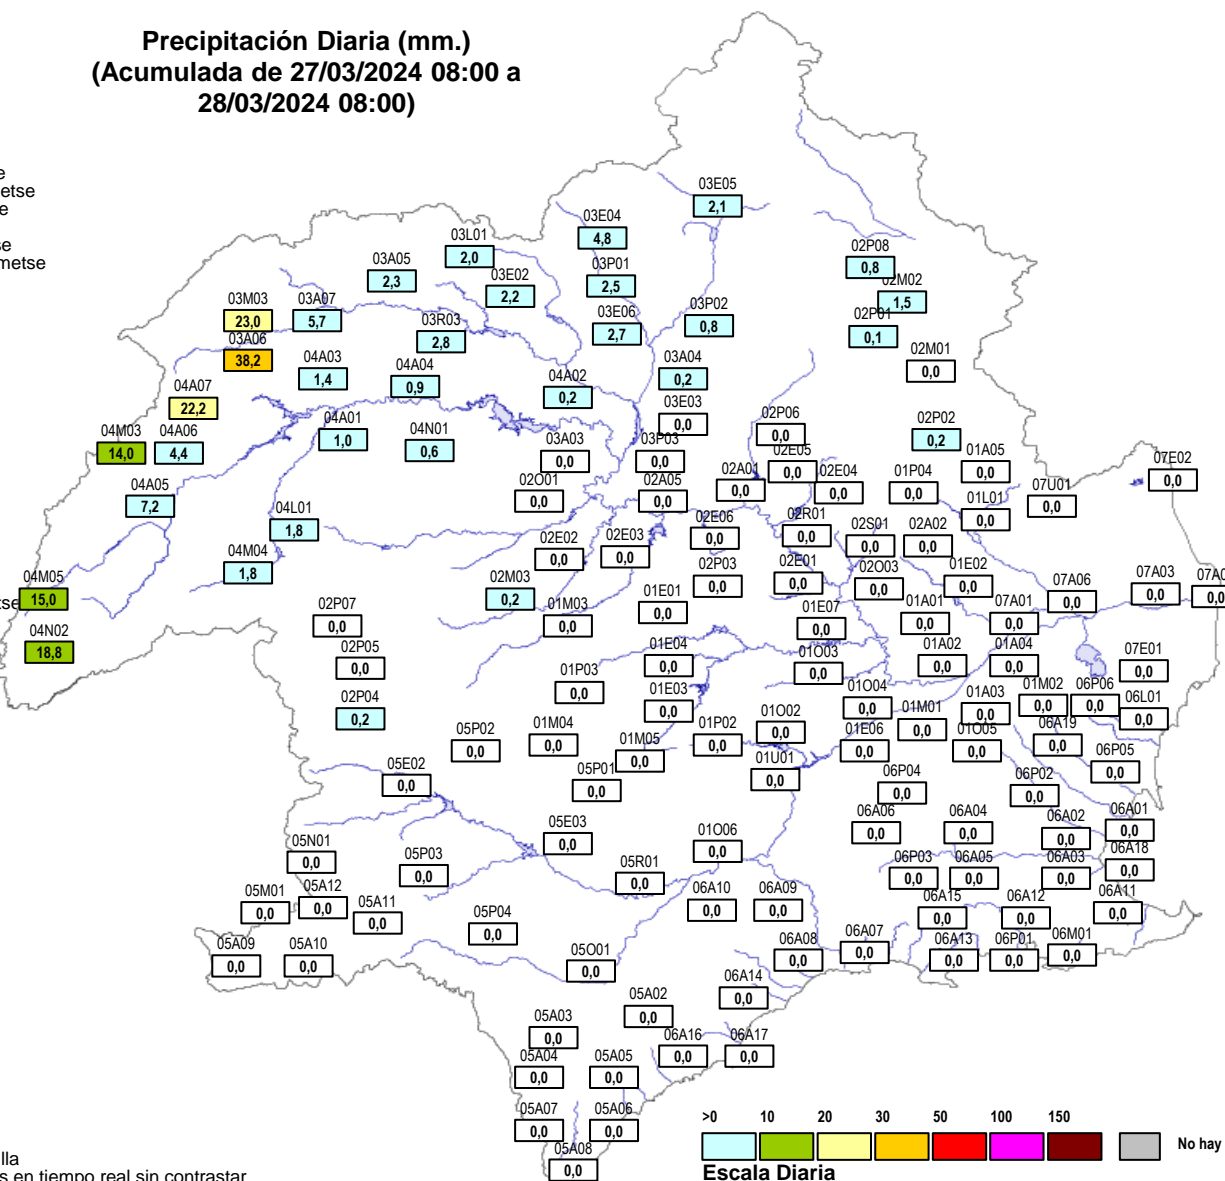 Precipitación Diaria (mm.)
(Acumulada de 27/03/2024 08:00 a
28/03/2024 08:00)
e
etse
e
se
metse
03E05
2,1
03E04
4,8
03L01
2,0
02P08
0,8
03A05
2,3
03E02
2,2
03P01
2,5
02M02
1,5
03M03
23,0
03A07
5,7
03R03
2,8
03E06
2,7
03P02
0,8
02P01
0,1
03A06
38,2
04A03
1,4
04A04
0,9
04A02
0,2
03A04
0,2
02M01
0,0
04A07
22,2
03E03
0,0
04M03
14,0
04A06
4,4
04A01
1,0
04N01
0,6
03A03
0,0
03P03
0,0
02P06
0,0
02P02
0,2
02E05
0,0
01A05
0,0
07E02
0,0
04A05
7,2
02O01
0,0
02A05
0,0
02A01
0,0
02E04
0,0
01P04
0,0
07U01
0,0
01L01
0,0
04L01
1,8
02E06
0,0
02R01
0,0
02S01
0,0
02A02
0,0
02E02
0,0
02E03
0,0
04M04
1,8
02P03
0,0
02E01
0,0
02O03
0,0
01E02
0,0
04M05
15,0
tse
02M03
0,2
01E01
0,0
07A06
0,0
07A03
0,0
07A0
0,0
02P07
0,0
01M03
0,0
01E07
0,0
01A01
0,0
07A01
0,0
04N02
18,8
02P05
0,0
01E04
0,0
01O03
0,0
01A02
0,0
01A04
0,0
07E01
0,0
01P03
0,0
02P04
0,2
01E03
0,0
01O04
0,0
01A03
0,0
01M02
0,0
06P06
0,0
06L01
0,0
05P02
0,0
01M04
0,0
01M05
0,0
01P02
0,0
01O02
0,0
01E06
0,0
01M01
0,0
01O05
0,0
06A19
0,0
05E02
0,0
05P01
0,0
01U01
0,0
06P04
0,0
06P02
0,0
06P05
0,0
05E03
0,0
01O06
0,0
06A06
0,0
06A04
0,0
06A02
0,0
06A01
0,0
05N01
0,0
05P03
0,0
05R01
0,0
06P03
0,0
06A05
0,0
06A03
0,0
06A18
0,0
05M01
0,0
05A12
0,0
05A11
0,0
05P04
0,0
06A10
0,0
06A09
0,0
06A15
0,0
06A12
0,0
06A11
0,0
05A09
0,0
05A10
0,0
05O01
0,0
06A08
0,0
06A07
0,0
06A13
0,0
06P01
0,0
06M01
0,0
06A14
0,0
05A02
0,0
05A03
0,0
06A16
0,0
06A17
0,0
05A04
0,0
05A05
0,0
05A07
0,0
05A06
0,0
05A08
0,0
>0 10 20 30 50 100 150
No hay
Escala Diaria
lla
s en tiempo real sin contrastar